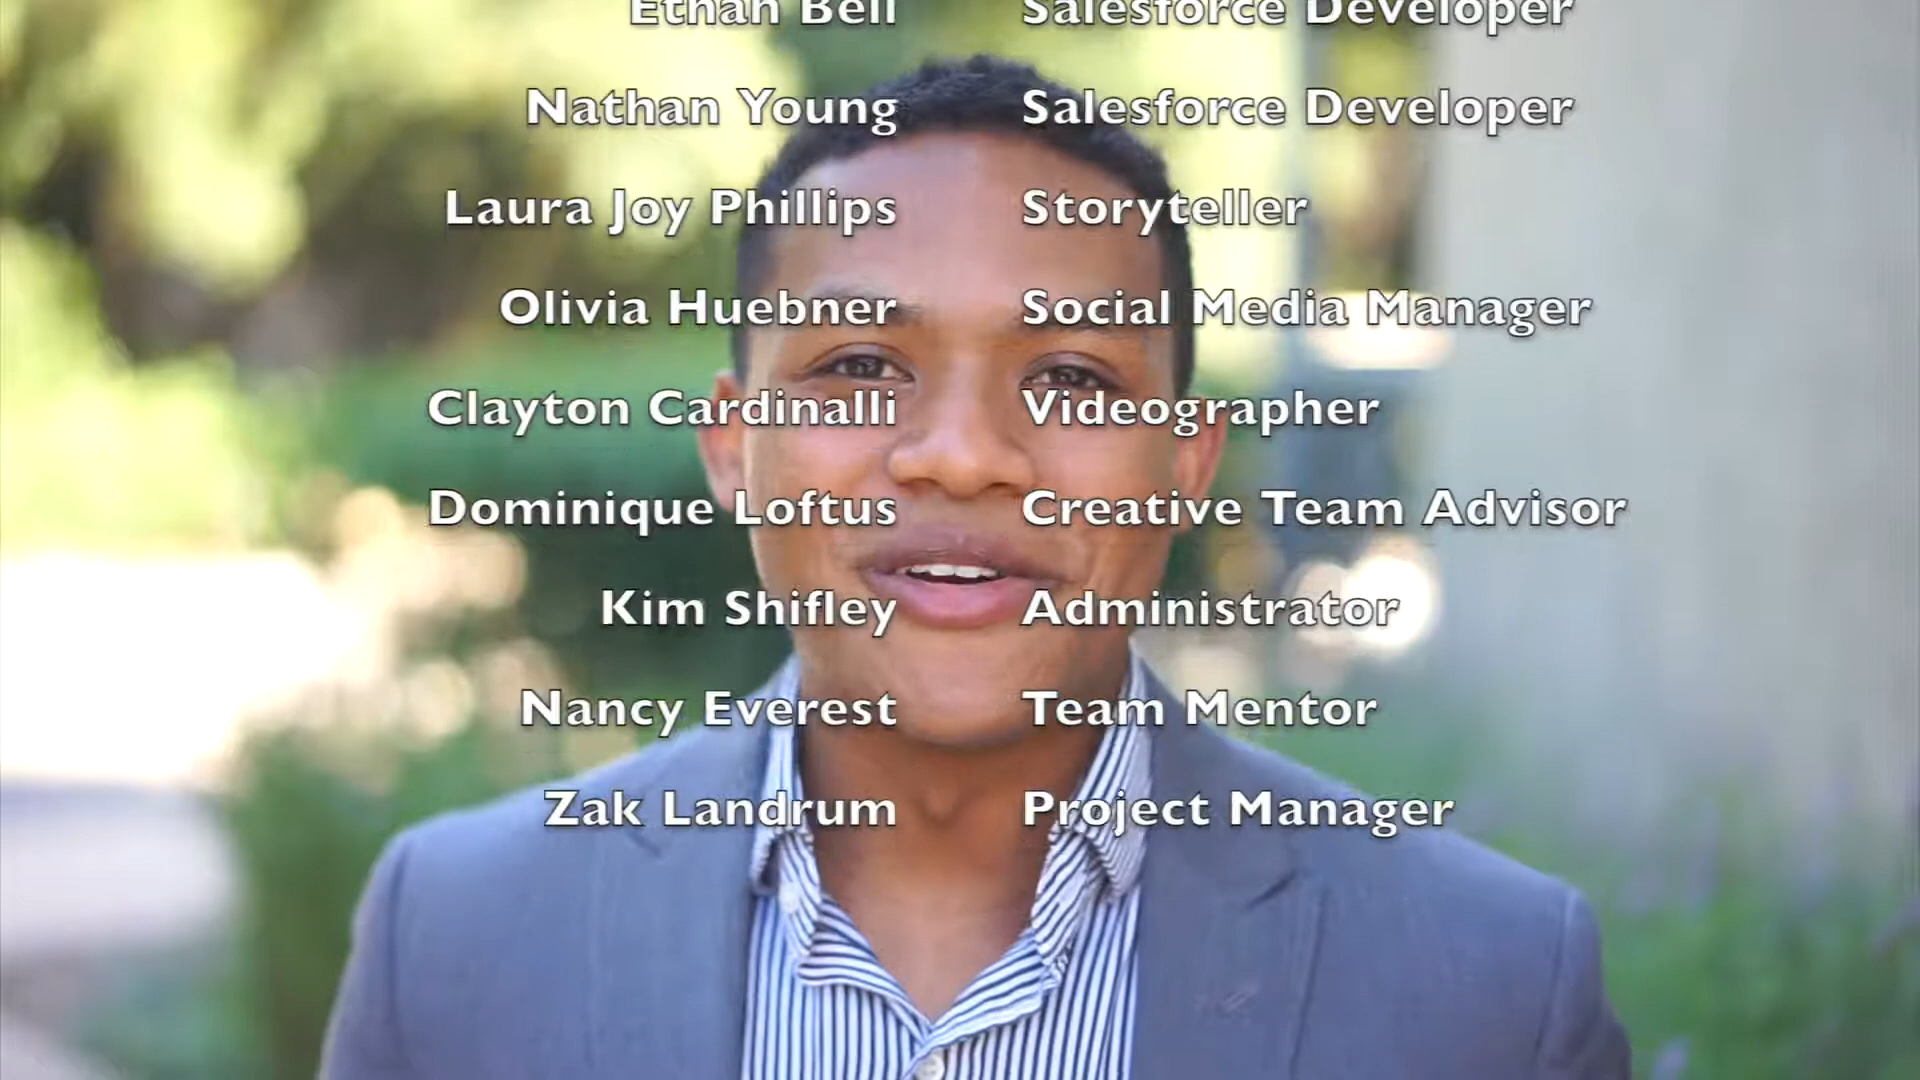 Ethan Bell Salesforce Developer
Nathan Young Salesforce Developer
Laura Joy Phillips Storyteller
Olivia Huebner Social Media Manager
Clayton Cardinalli Videographer
Dominique Loftus Creative Team Advisor
Kim Shifley Administrator
Nancy Everest Team Mentor
Zak Landrum Project Manager